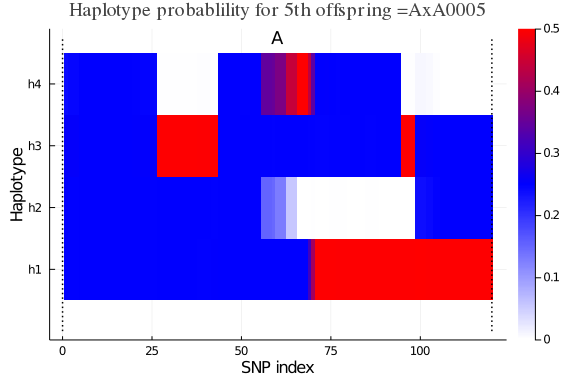 Haplotype probablility for 5th offspring =AxA0005
A
Haplotype
h4
h3
h2
h1
0
25
50
75
100
SNP index
0.5
0.4
0.3
0.2
0.1
0